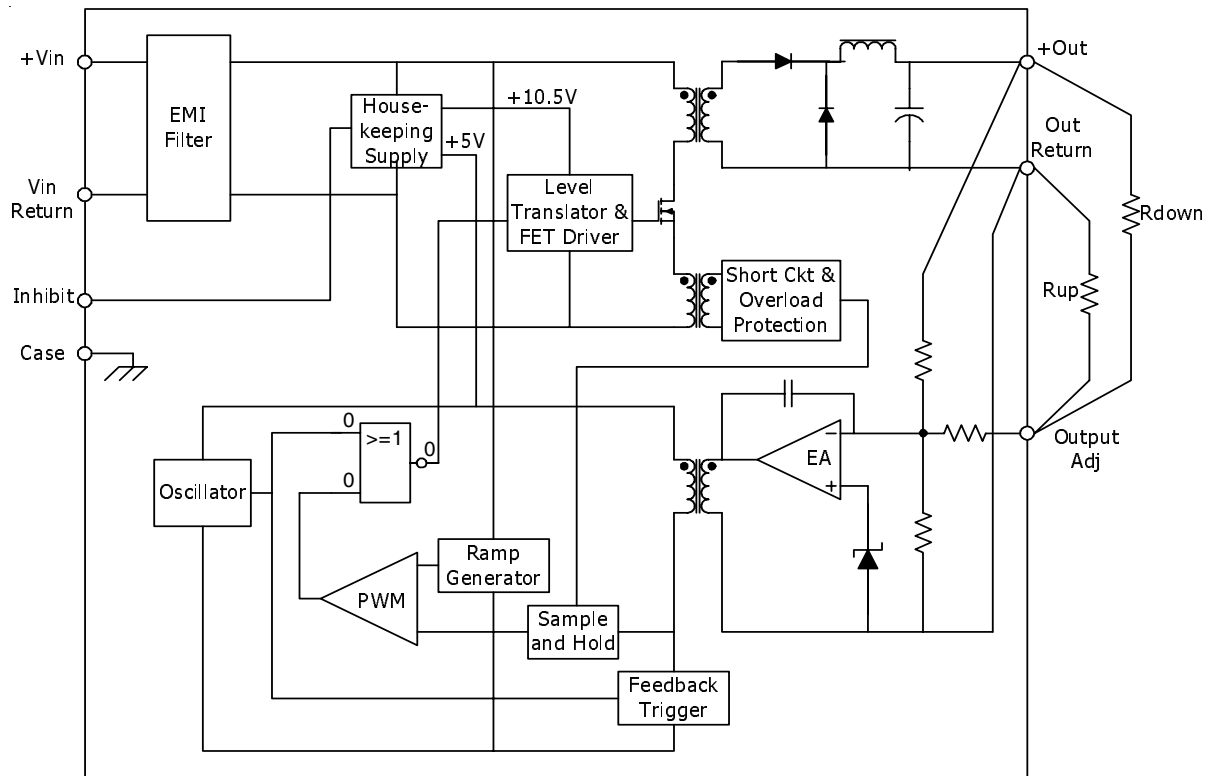 +Vin
EMI
Filter
House-
keeping
Supply
+10.5V
+5V
+Out
Out
Return
Vin
Return
Level
Translator &
FET Driver
Rdown
Inhibit
Short Ckt &
Overload
Protection
Rup
Case
0
>=1
0
0
EA
−
+
Output
Adj
Oscillator
Ramp
Generator
PWM
Sample
and Hold
Feedback
Trigger